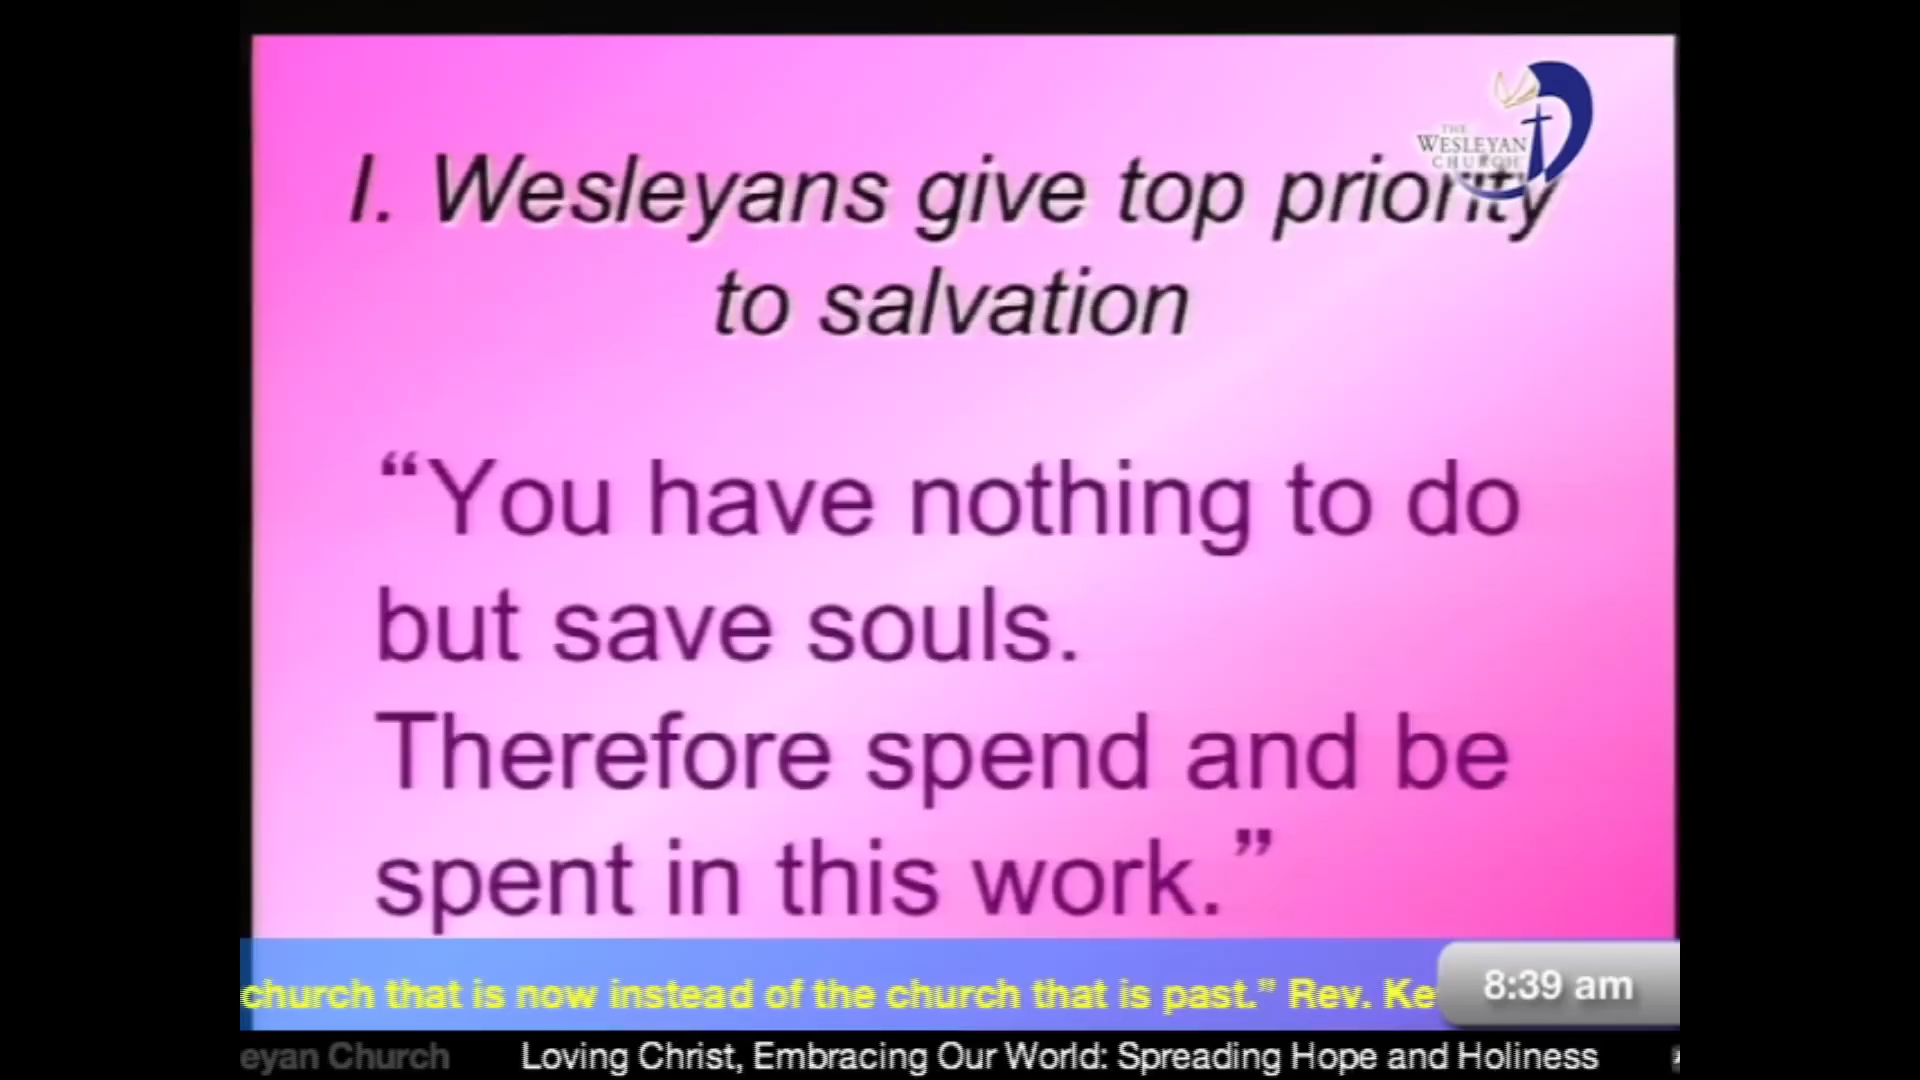 THE
WESLEYAN
CHURCH
I. Wesleyans give top priority
to salvation
“You have nothing to do
but save souls.
Therefore spend and be
spent in this work.”
church that is now instead of the church that is past.” Rev. Ke
8:39 am
eyan Church
Loving Christ, Embracing Our World: Spreading Hope and Holiness